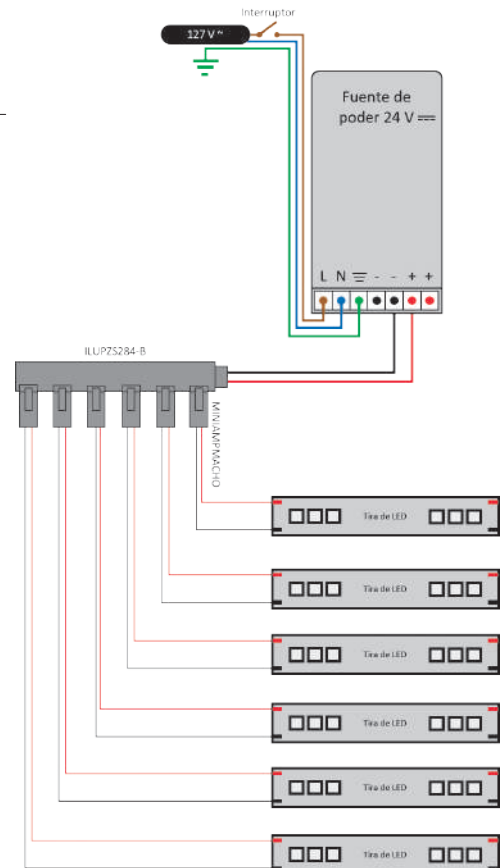 Interruptor
127 V ~
Fuente de
poder 24 V
L N - - + +
ILUPZS284-B
MINIAMPMACHO
Tira de LED
Tira de LED
Tira de LED
Tira de LED
Tira de LED
Tira de LED